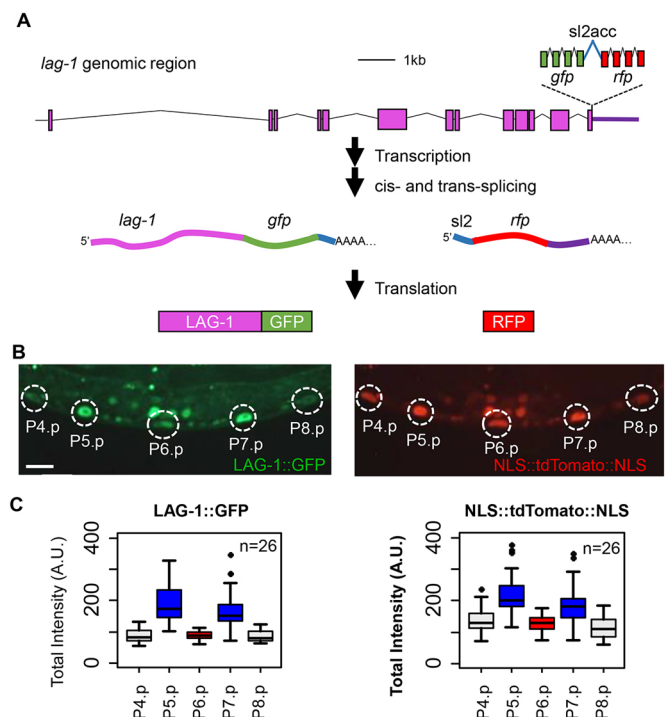 A
sl2acc
lag-1 genomic region
1kb
gfp rfp
Transcription
cis- and trans-splicing
lag-1 gfp
5' AAAA...
sl2 rfp
5' AAAA...
Translation
LAG-1 GFP
RFP
B
P4.p P5.p P6.p P7.p P8.p
LAG-1::GFP
P4.p P5.p P6.p P7.p P8.p
NLS::tdTomato::NLS
C
LAG-1::GFP
Total Intensity (A.U.)
400
200
0
n=26
P4.p P5.p P6.p P7.p P8.p
NLS::tdTomato::NLS
Total Intensity (A.U.)
400
200
0
n=26
P4.p P5.p P6.p P7.p P8.p